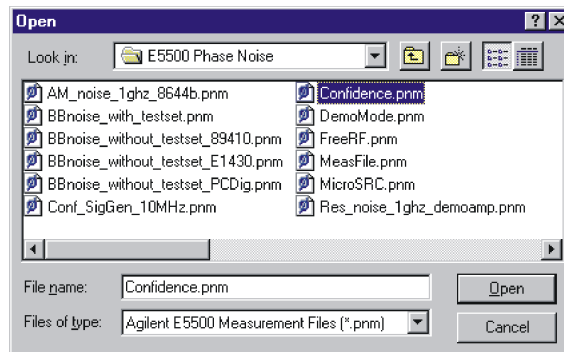 Open
Look in: E5500 Phase Noise
AM_noise_1ghz_8644b.pnm
BBnoise_with_testset.pnm
BBnoise_without_testset_89410.pnm
BBnoise_without_testset_E1430.pnm
BBnoise_without_testset_PCDig.pnm
Conf_SigGen_10MHz.pnm
Confidence.pnm
DemoMode.pnm
FreeRF.pnm
MeasFile.pnm
MicroSRC.pnm
Res_noise_1ghz_demoamp.pnm
File name: Confidence.pnm Open
Files of type: Agilent E5500 Measurement Files (*.pnm) Cancel